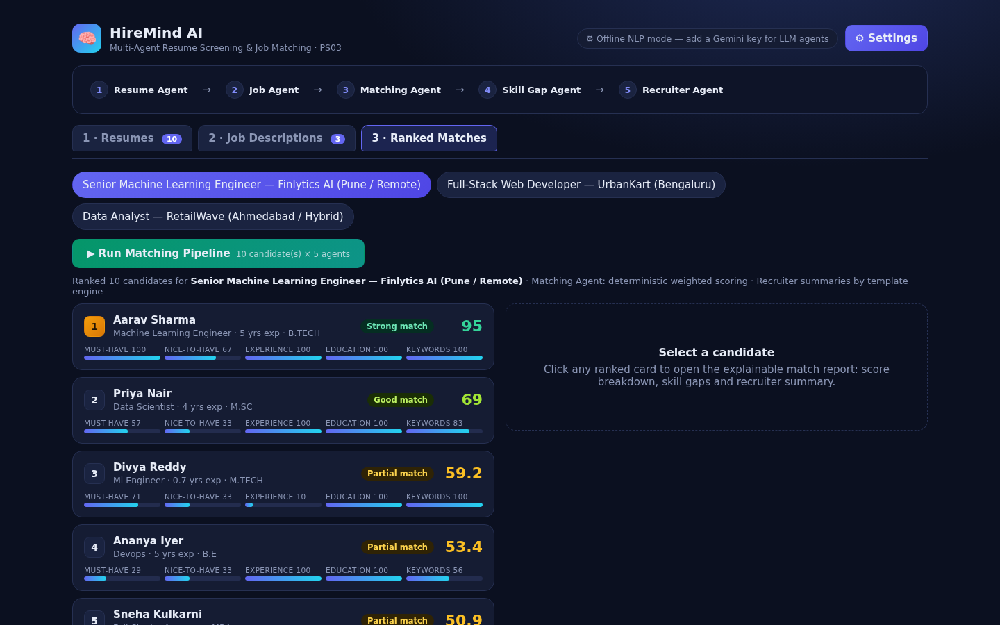 HireMind AI
Multi-Agent Resume Screening & Job Matching · PS03
⚙ Offline NLP mode — add a Gemini key for LLM agents
⚙ Settings
1 Resume Agent → 2 Job Agent → 3 Matching Agent → 4 Skill Gap Agent → 5 Recruiter Agent
1 · Resumes 10
2 · Job Descriptions 3
3 · Ranked Matches
Senior Machine Learning Engineer — Finlytics AI (Pune / Remote)
Full-Stack Web Developer — UrbanKart (Bengaluru)
Data Analyst — RetailWave (Ahmedabad / Hybrid)
▶ Run Matching Pipeline 10 candidate(s) × 5 agents
Ranked 10 candidates for Senior Machine Learning Engineer — Finlytics AI (Pune / Remote) · Matching Agent: deterministic weighted scoring · Recruiter summaries by template
engine
1
Aarav Sharma
Machine Learning Engineer · 5 yrs exp · B.TECH
Strong match
95
MUST-HAVE 100 NICE-TO-HAVE 67 EXPERIENCE 100 EDUCATION 100 KEYWORDS 100
2
Priya Nair
Data Scientist · 4 yrs exp · M.SC
Good match
69
MUST-HAVE 57 NICE-TO-HAVE 33 EXPERIENCE 100 EDUCATION 100 KEYWORDS 83
3
Divya Reddy
Ml Engineer · 0.7 yrs exp · M.TECH
Partial match
59.2
MUST-HAVE 71 NICE-TO-HAVE 33 EXPERIENCE 10 EDUCATION 100 KEYWORDS 100
4
Ananya Iyer
Devops · 5 yrs exp · B.E
Partial match
53.4
MUST-HAVE 29 NICE-TO-HAVE 33 EXPERIENCE 100 EDUCATION 100 KEYWORDS 56
5
Sneha Kulkarni
Partial match
50.9
Select a candidate
Click any ranked card to open the explainable match report: score
breakdown, skill gaps and recruiter summary.